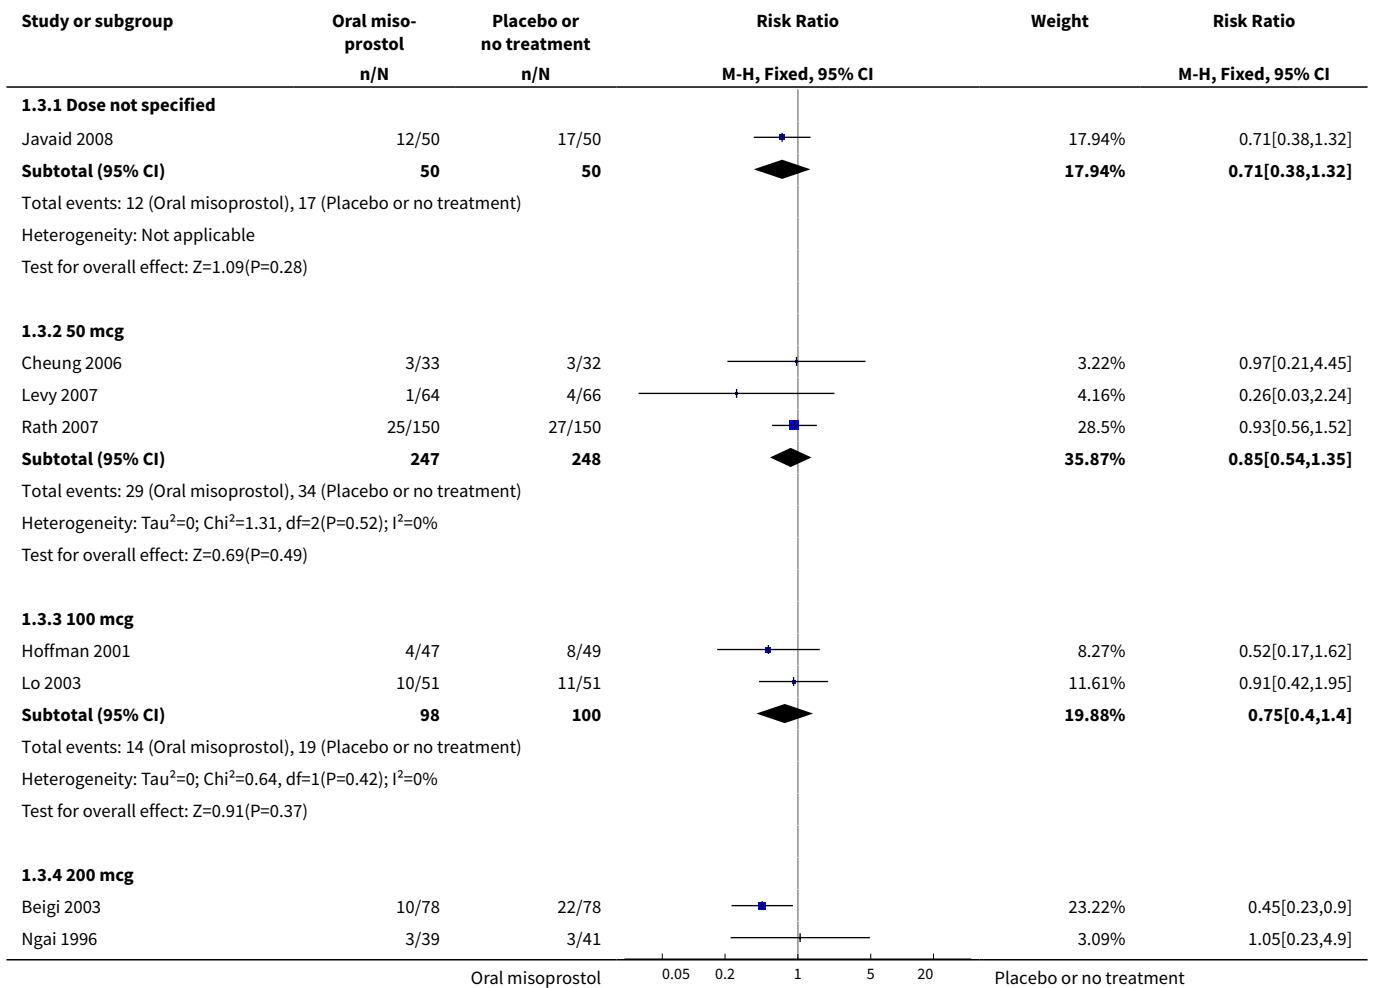 Study or subgroup Oral miso- Placebo or Risk Ratio Weight Risk Ratio
prostol no treatment
n/N n/N M-H, Fixed, 95% CI M-H, Fixed, 95% CI
1.3.1 Dose not specified
Javaid 2008 12/50 17/50 17.94% 0.71[0.38,1.32]
Subtotal (95% CI) 50 50 17.94% 0.71[0.38,1.32]
Total events: 12 (Oral misoprostol), 17 (Placebo or no treatment)
Heterogeneity: Not applicable
Test for overall effect: Z=1.09(P=0.28)
1.3.2 50 mcg
Cheung 2006 3/33 3/32 3.22% 0.97[0.21,4.45]
Levy 2007 1/64 4/66 4.16% 0.26[0.03,2.24]
Rath 2007 25/150 27/150 28.5% 0.93[0.56,1.52]
Subtotal (95% CI) 247 248 35.87% 0.85[0.54,1.35]
Total events: 29 (Oral misoprostol), 34 (Placebo or no treatment)
Heterogeneity: Tau²=0; Chi²=1.31, df=2(P=0.52); I²=0%
Test for overall effect: Z=0.69(P=0.49)
1.3.3 100 mcg
Hoffman 2001 4/47 8/49 8.27% 0.52[0.17,1.62]
Lo 2003 10/51 11/51 11.61% 0.91[0.42,1.95]
Subtotal (95% CI) 98 100 19.88% 0.75[0.4,1.4]
Total events: 14 (Oral misoprostol), 19 (Placebo or no treatment)
Heterogeneity: Tau²=0; Chi²=0.64, df=1(P=0.42); I²=0%
Test for overall effect: Z=0.91(P=0.37)
1.3.4 200 mcg
Beigi 2003 10/78 22/78 23.22% 0.45[0.23,0.9]
Ngai 1996 3/39 3/41 3.09% 1.05[0.23,4.9]
Oral misoprostol 0.05 0.2 1 5 20 Placebo or no treatment